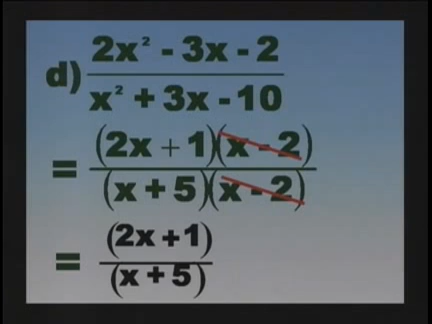 d) 2x² - 3x - 2
x² + 3x - 10
= (2x + 1)(x - 2)
(x + 5)(x - 2)
= (2x + 1)
(x + 5)